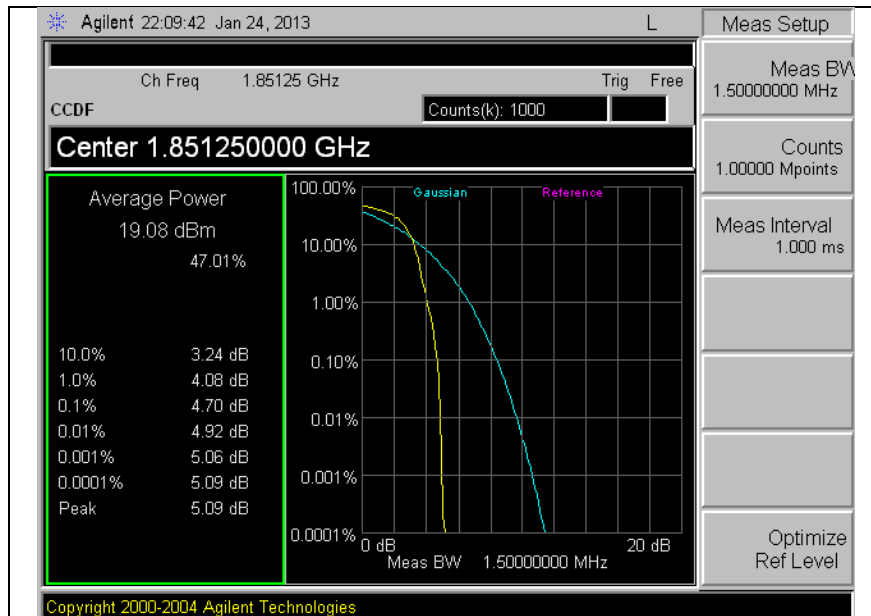 Agilent 22:09:42 Jan 24, 2013 L
Meas Setup
Ch Freq 1.85125 GHz Trig Free
CCDF Counts(k): 1000
Center 1.851250000 GHz
Average Power
19.08 dBm
47.01%
10.0% 3.24 dB
1.0% 4.08 dB
0.1% 4.70 dB
0.01% 4.92 dB
0.001% 5.06 dB
0.0001% 5.09 dB
Peak 5.09 dB
Gaussian Reference
100.00%
10.00%
1.00%
0.10%
0.01%
0.001%
0.0001%
0 dB 20 dB
Meas BW 1.50000000 MHz
Meas BW
1.50000000 MHz
Counts
1.00000 Mpoints
Meas Interval
1.000 ms
Optimize
Ref Level
Copyright 2000-2004 Agilent Technologies